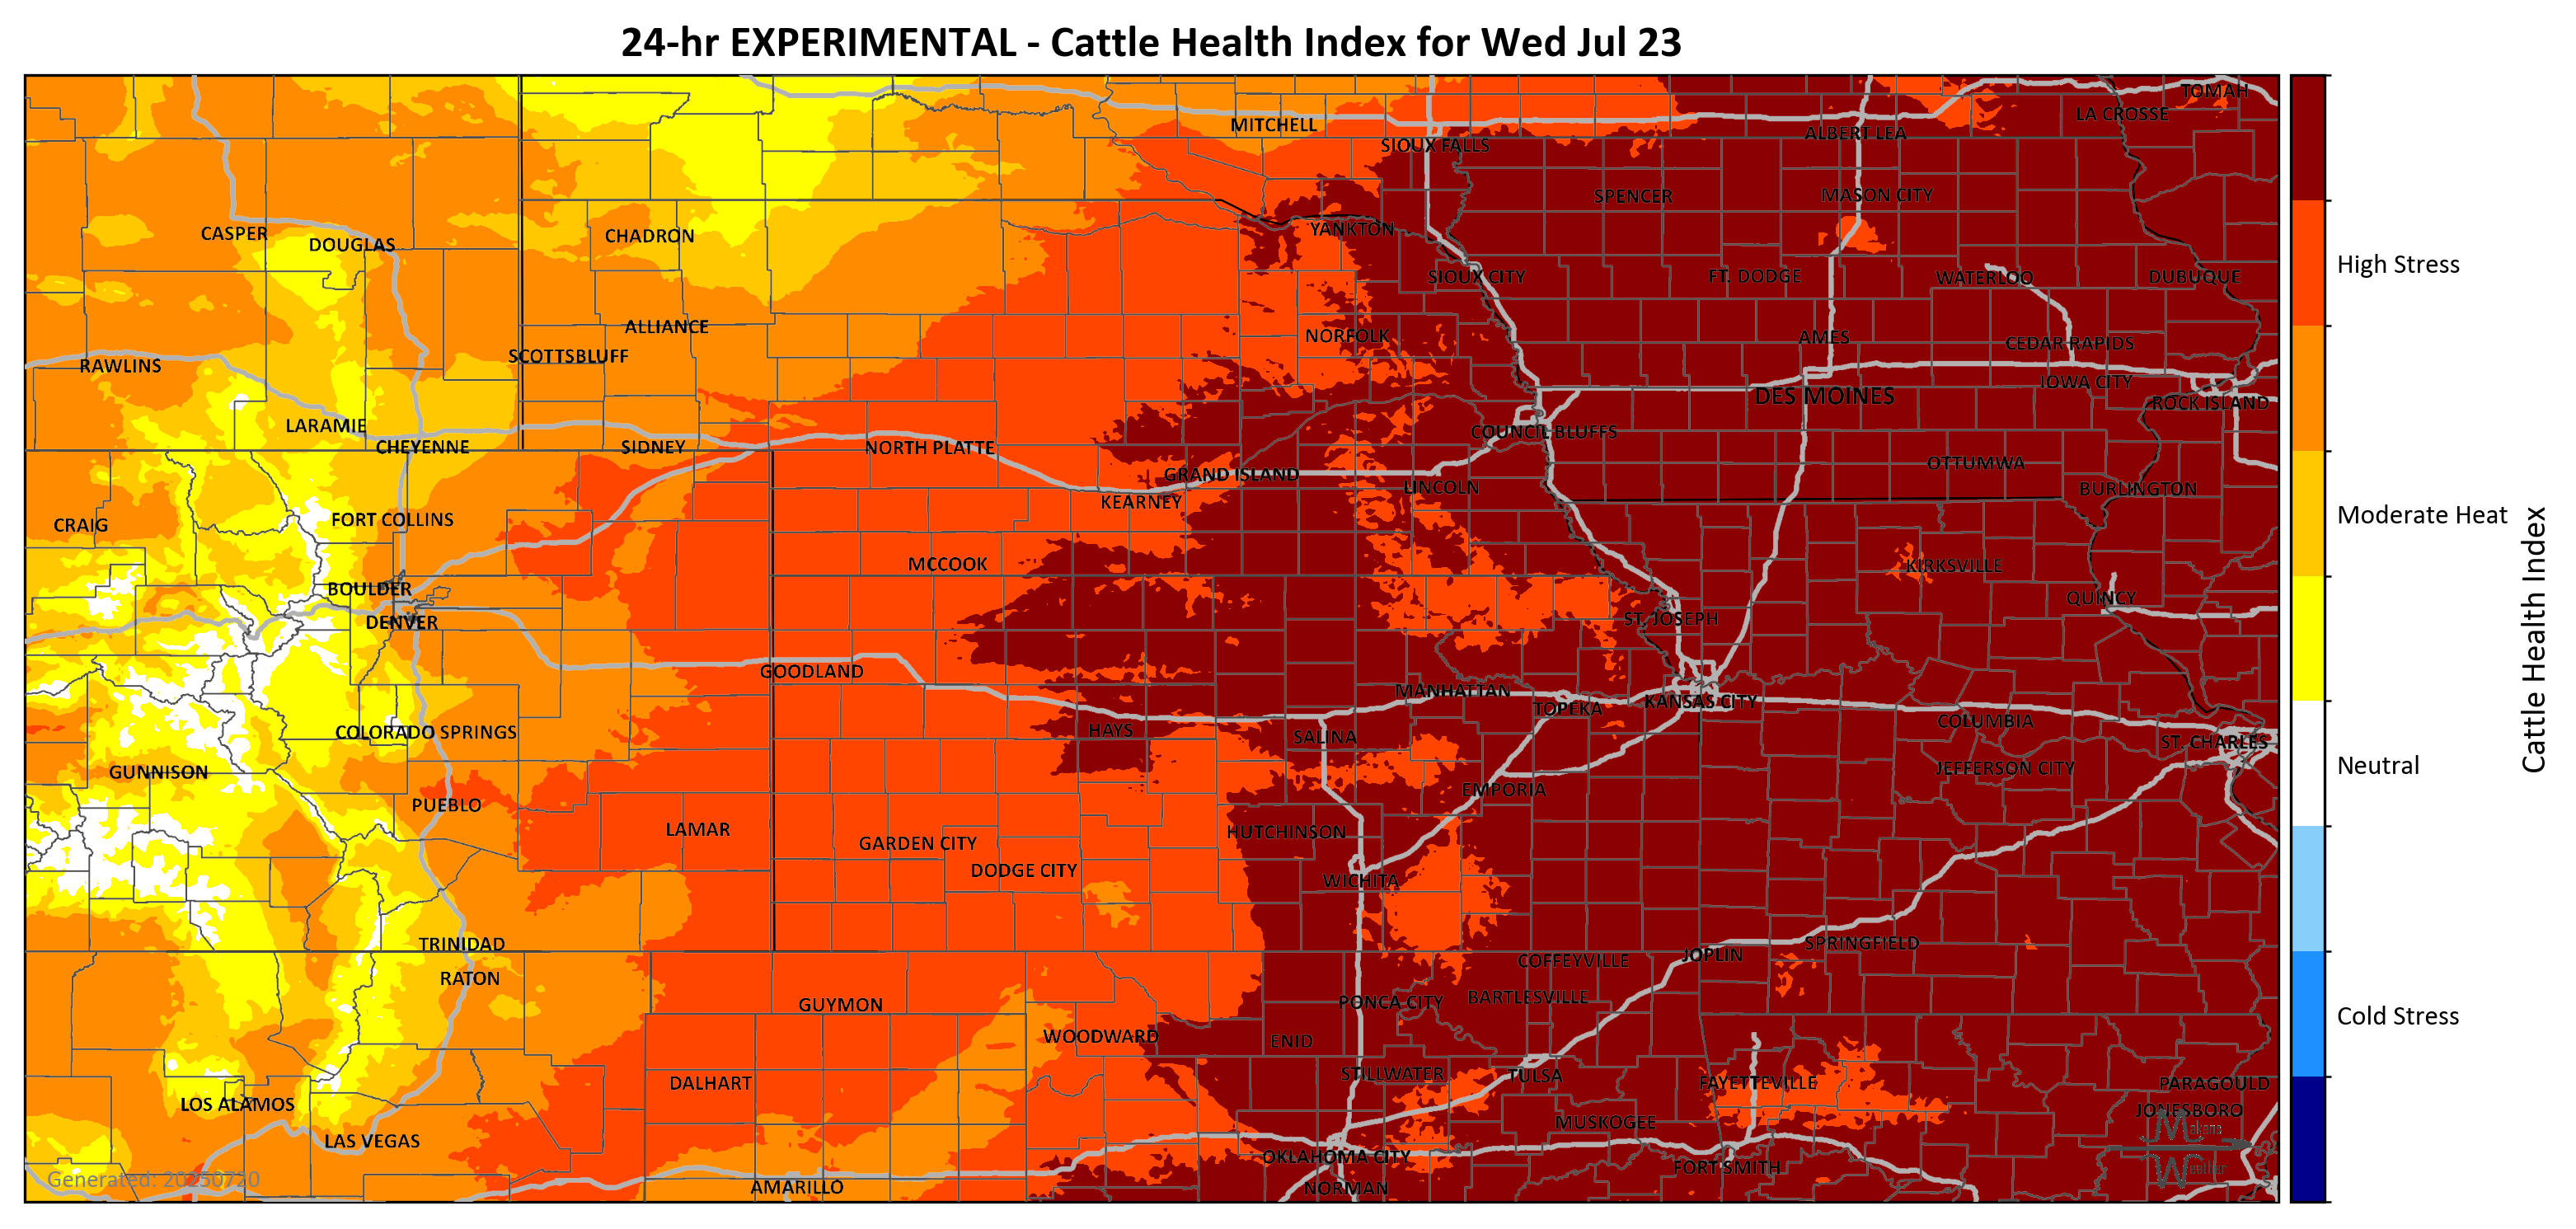 24-hr EXPERIMENTAL - Cattle Health Index for Wed Jul 23
TOMAH
LA CROSSE
MITCHELL
ALBERT LEA
SIOUX FALLS
SPENCER
MASON CITY
CASPER
DOUGLAS
CHADRON
YANKTON
SIOUX CITY
FT. DODGE
WATERLOO
DUBUQUE
High Stress
ALLIANCE
NORFOLK
AMES
CEDAR RAPIDS
SCOTTSBLUFF
RAWLINS
IOWA CITY
DES MOINES
ROCK ISLAND
LARAMIE
COUNCIL BLUFFS
CHEYENNE
SIDNEY
NORTH PLATTE
OTTUMWA
GRAND ISLAND
LINCOLN
BURLINGTON
KEARNEY
Moderate Heat
CRAIG
FORT COLLINS
MCCOOK
KIRKSVILLE
BOULDER
QUINCY
DENVER
ST. JOSEPH
Cattle Health Index
GOODLAND
MANHATTAN
TOPEKA
KANSAS CITY
COLUMBIA
COLORADO SPRINGS
HAYS
SALINA
ST. CHARLES
GUNNISON
JEFFERSON CITY
Neutral
EMPORIA
PUEBLO
LAMAR
HUTCHINSON
GARDEN CITY
DODGE CITY
WICHITA
TRINIDAD
SPRINGFIELD
JOPLIN
COFFEYVILLE
RATON
BARTLESVILLE
PONCA CITY
GUYMON
Cold Stress
WOODWARD
ENID
STILLWATER
TULSA
DALHART
FAYETTEVILLE
PARAGOULD
LOS ALAMOS
JONESBORO
MUSKOGEE
Makens
LAS VEGAS
OKLAHOMA CITY
FORT SMITH
Weather
Generated: 20250720
AMARILLO
NORMAN